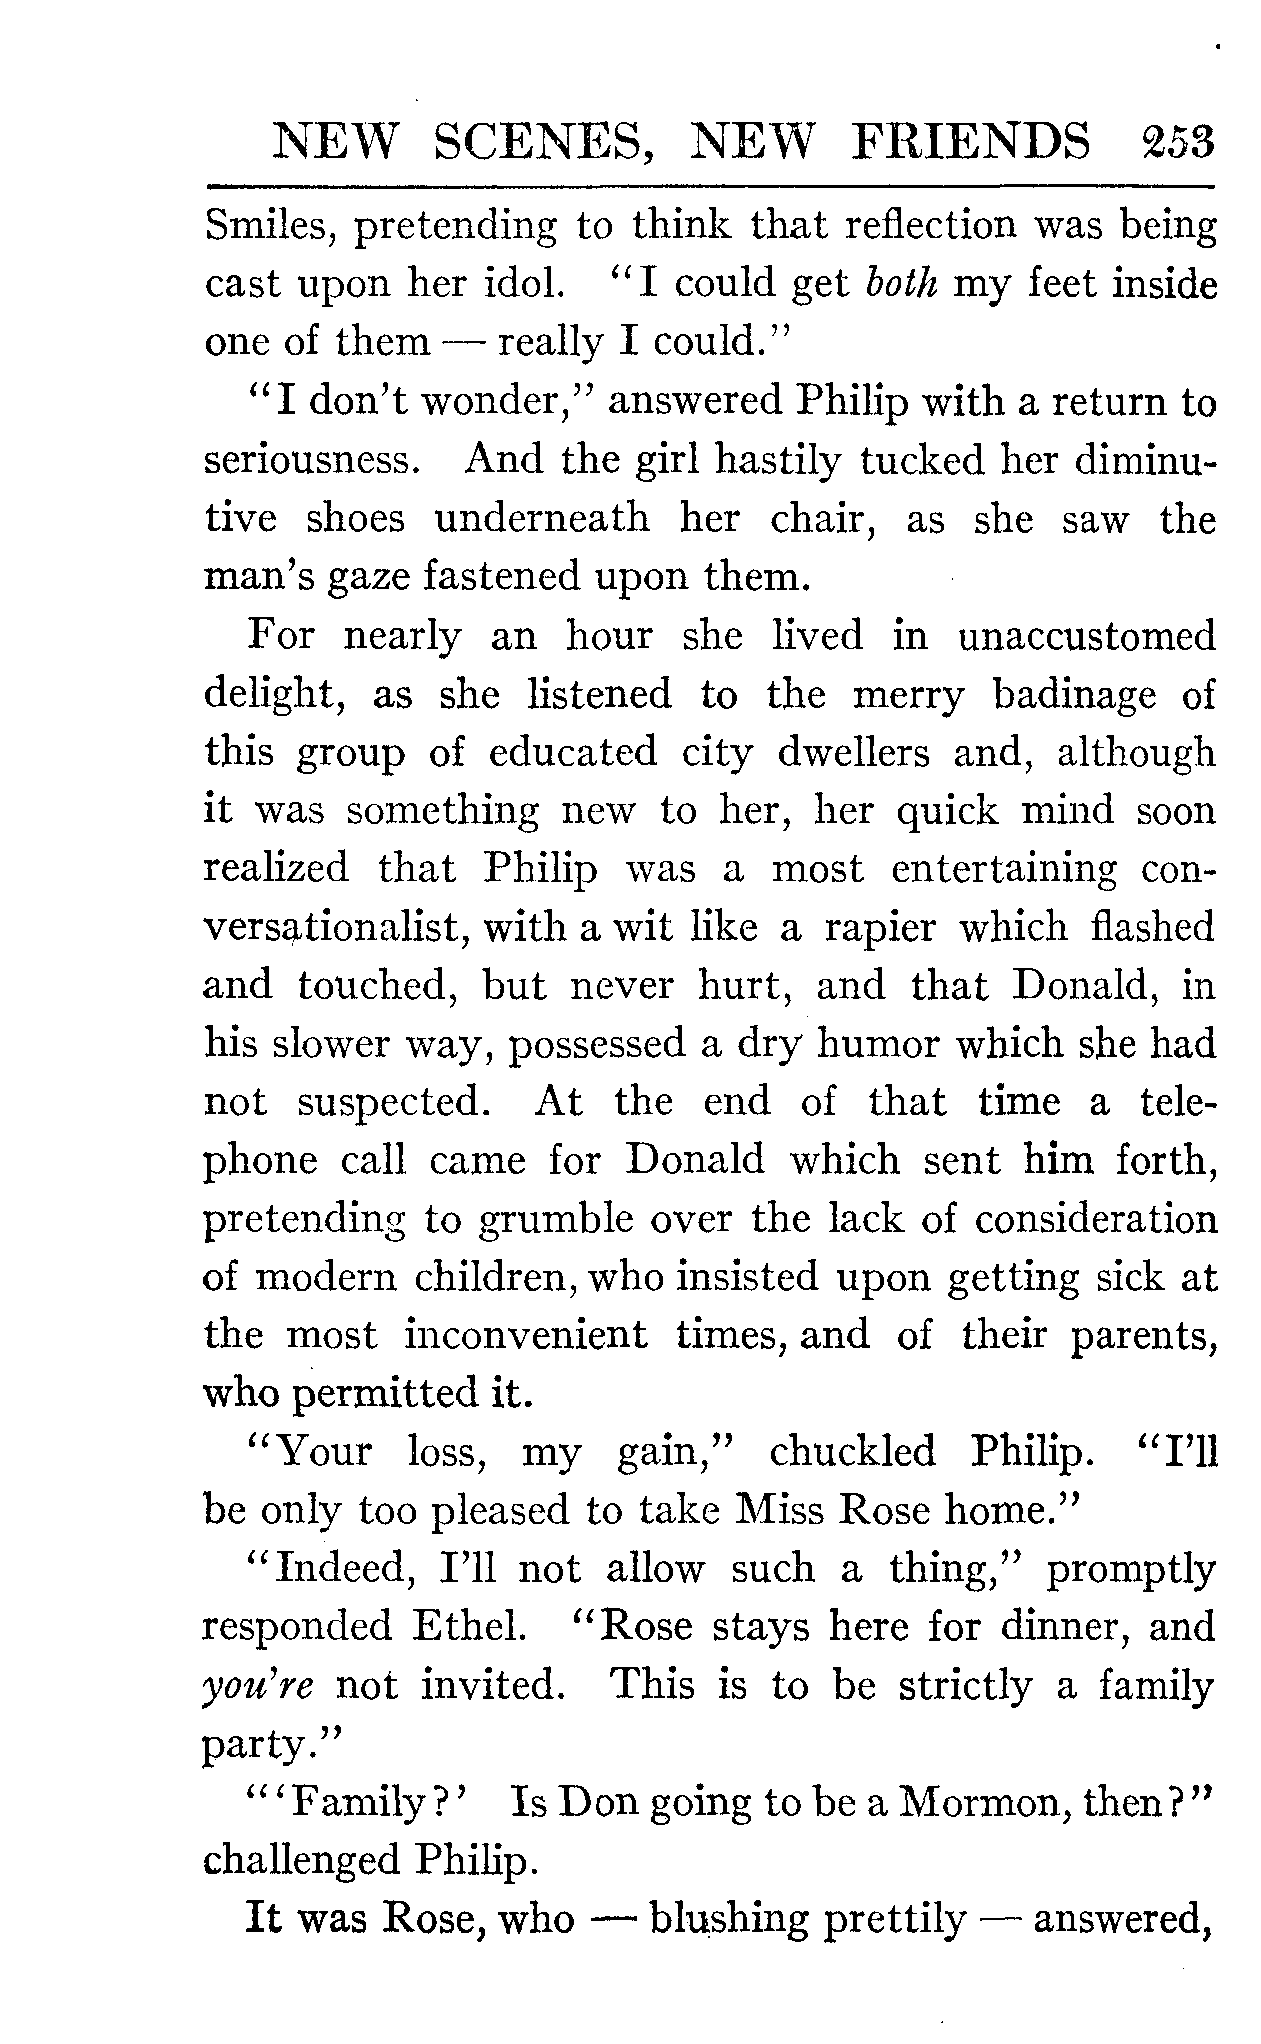 NEW SCENES, NEW FRIENDS 253
Smiles, pretending to think that reflection was being
cast upon her idol. "I could get both my feet inside
one of them — really I could."
"I don't wonder," answered Philip with a return to
seriousness. And the girl hastily tucked her diminu-
tive shoes underneath her chair, as she saw the
man's gaze fastened upon them.
For nearly an hour she lived in unaccustomed
delight, as she listened to the merry badinage of
this group of educated city dwellers and, although
it was something new to her, her quick mind soon
realized that Philip was a most entertaining con-
versationalist, with a wit like a rapier which flashed
and touched, but never hurt, and that Donald, in
his slower way, possessed a dry humor which she had
not suspected. At the end of that time a tele-
phone call came for Donald which sent him forth,
pretending to grumble over the lack of consideration
of modern children, who insisted upon getting sick at
the most inconvenient times, and of their parents,
who permitted it.
"Your loss, my gain," chuckled Philip. "I'll
be only too pleased to take Miss Rose home."
"Indeed, I'll not allow such a thing," promptly
responded Ethel. "Rose stays here for dinner, and
you're not invited. This is to be strictly a family
party."
"'Family?' Is Don going to be a Mormon, then?"
challenged Philip.
It was Rose, who — blushing prettily — answered,